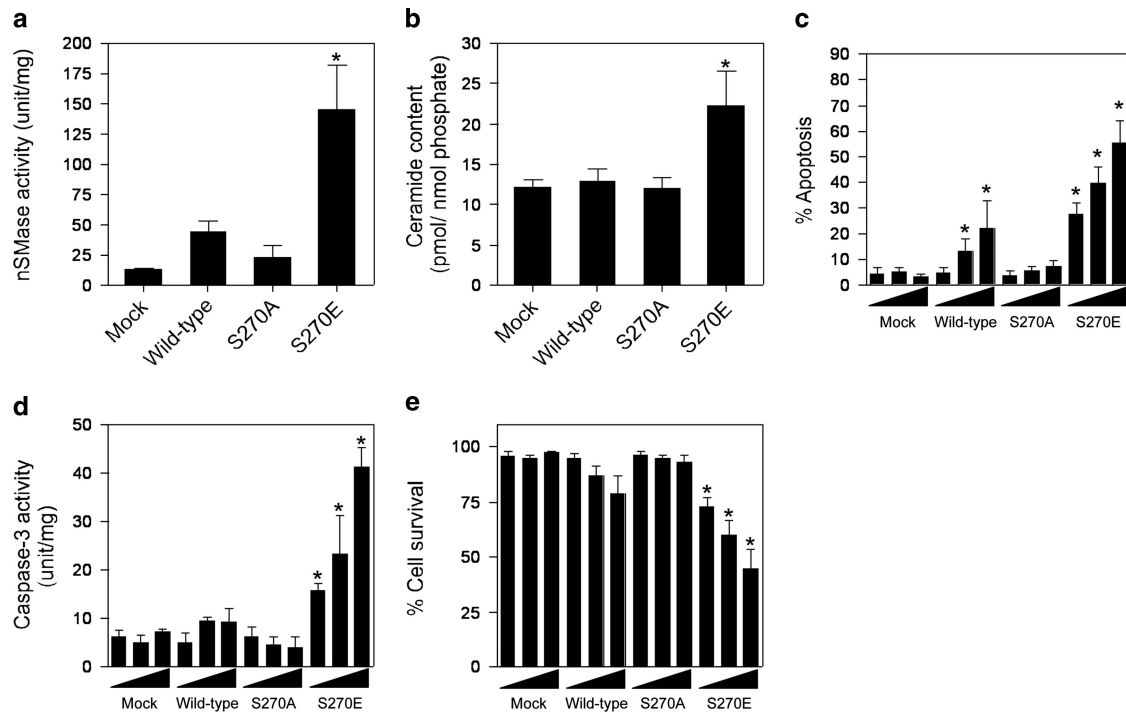 a
nSMase activity (unit/mg)
200
175
150
125
100
75
50
25
0
*
Mock
Wild-type
S270A
S270E
b
Ceramide content
(pmol/ nmol phosphate)
30
25
20
15
10
5
0
*
Mock
Wild-type
S270A
S270E
c
% Apoptosis
90
80
70
60
50
40
30
20
10
0
* * * * *
Mock Wild-type S270A S270E
d
Caspase-3 activity
(unit/mg)
50
40
30
20
10
0
* * *
Mock Wild-type S270A S270E
e
% Cell survival
100
75
50
25
0
* * *
Mock Wild-type S270A S270E